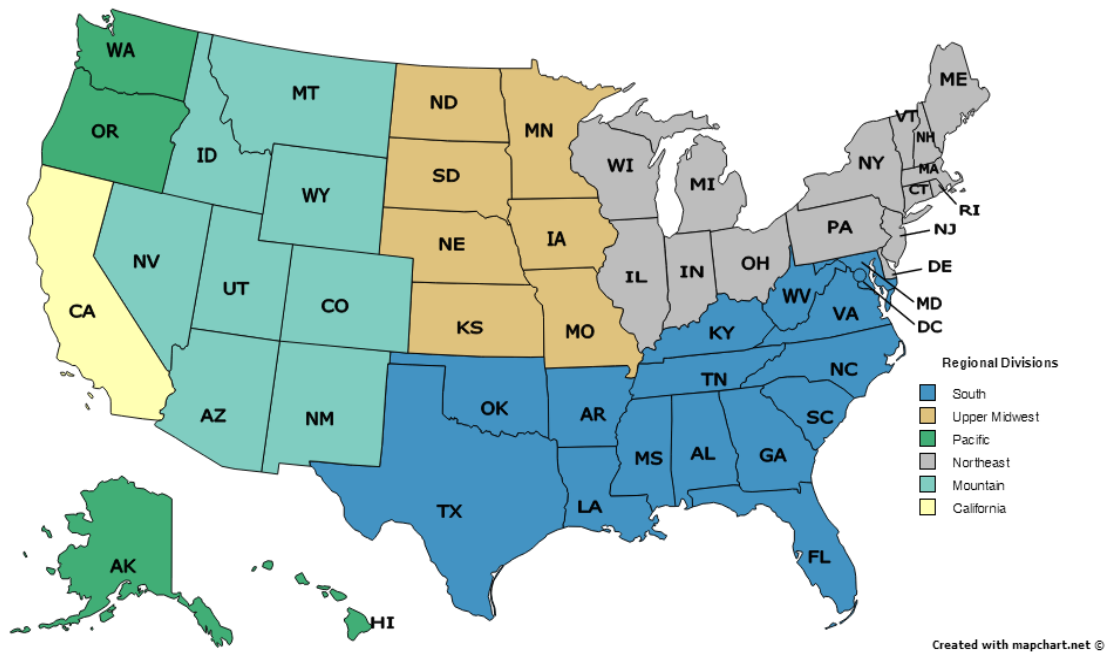 WA
MT
ND
MN
ME
VT
NH
OR
ID
WI
NY
MA
SD
MI
CT
WY
RI
PA
NJ
NE
IA
NV
OH
DE
UT
IL
IN
CO
WV
MD
CA
VA
DC
KS
MO
KY
NC
TN
AZ
NM
OK
AR
SC
MS
AL
GA
TX
LA
FL
AK
HI
Regional Divisions
South
Upper Midwest
Pacific
Northeast
Mountain
California
Created with mapchart.net ©